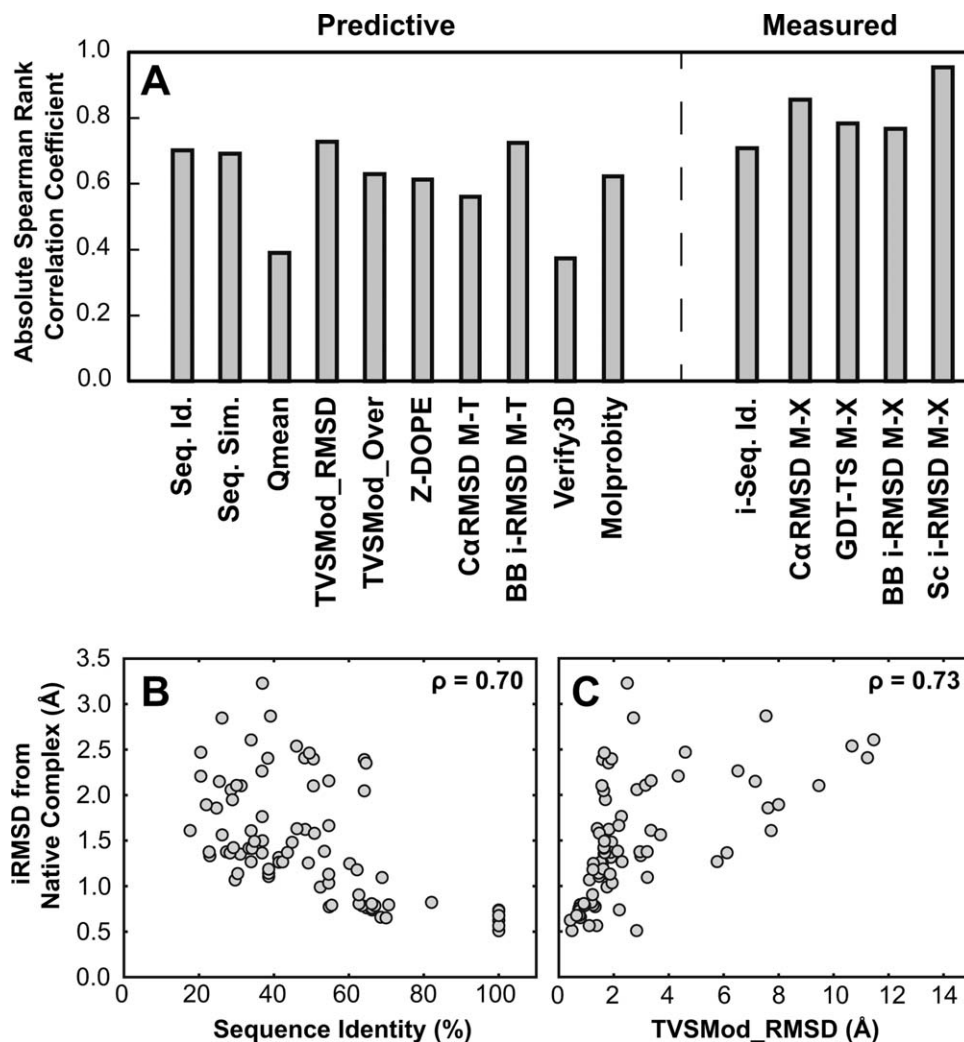 Predictive Measured
A
Absolute Spearman Rank
Correlation Coefficient
1.0
0.8
0.6
0.4
0.2
0.0
Seq. Id.
Seq. Sim.
Qmean
TVSMod_RMSD
TVSMod_Over
Z-DOPE
CαRMSD M-T
BB i-RMSD M-T
Verify3D
Molprobity
i-Seq. Id.
CαRMSD M-X
GDT-TS M-X
BB i-RMSD M-X
Sc i-RMSD M-X
B
ρ = 0.70
iRMSD from
Native Complex (Å)
3.5
3.0
2.5
2.0
1.5
1.0
0.5
0.0
0 20 40 60 80 100
Sequence Identity (%)
C
ρ = 0.73
0 2 4 6 8 10 12 14
TVSMod_RMSD (Å)